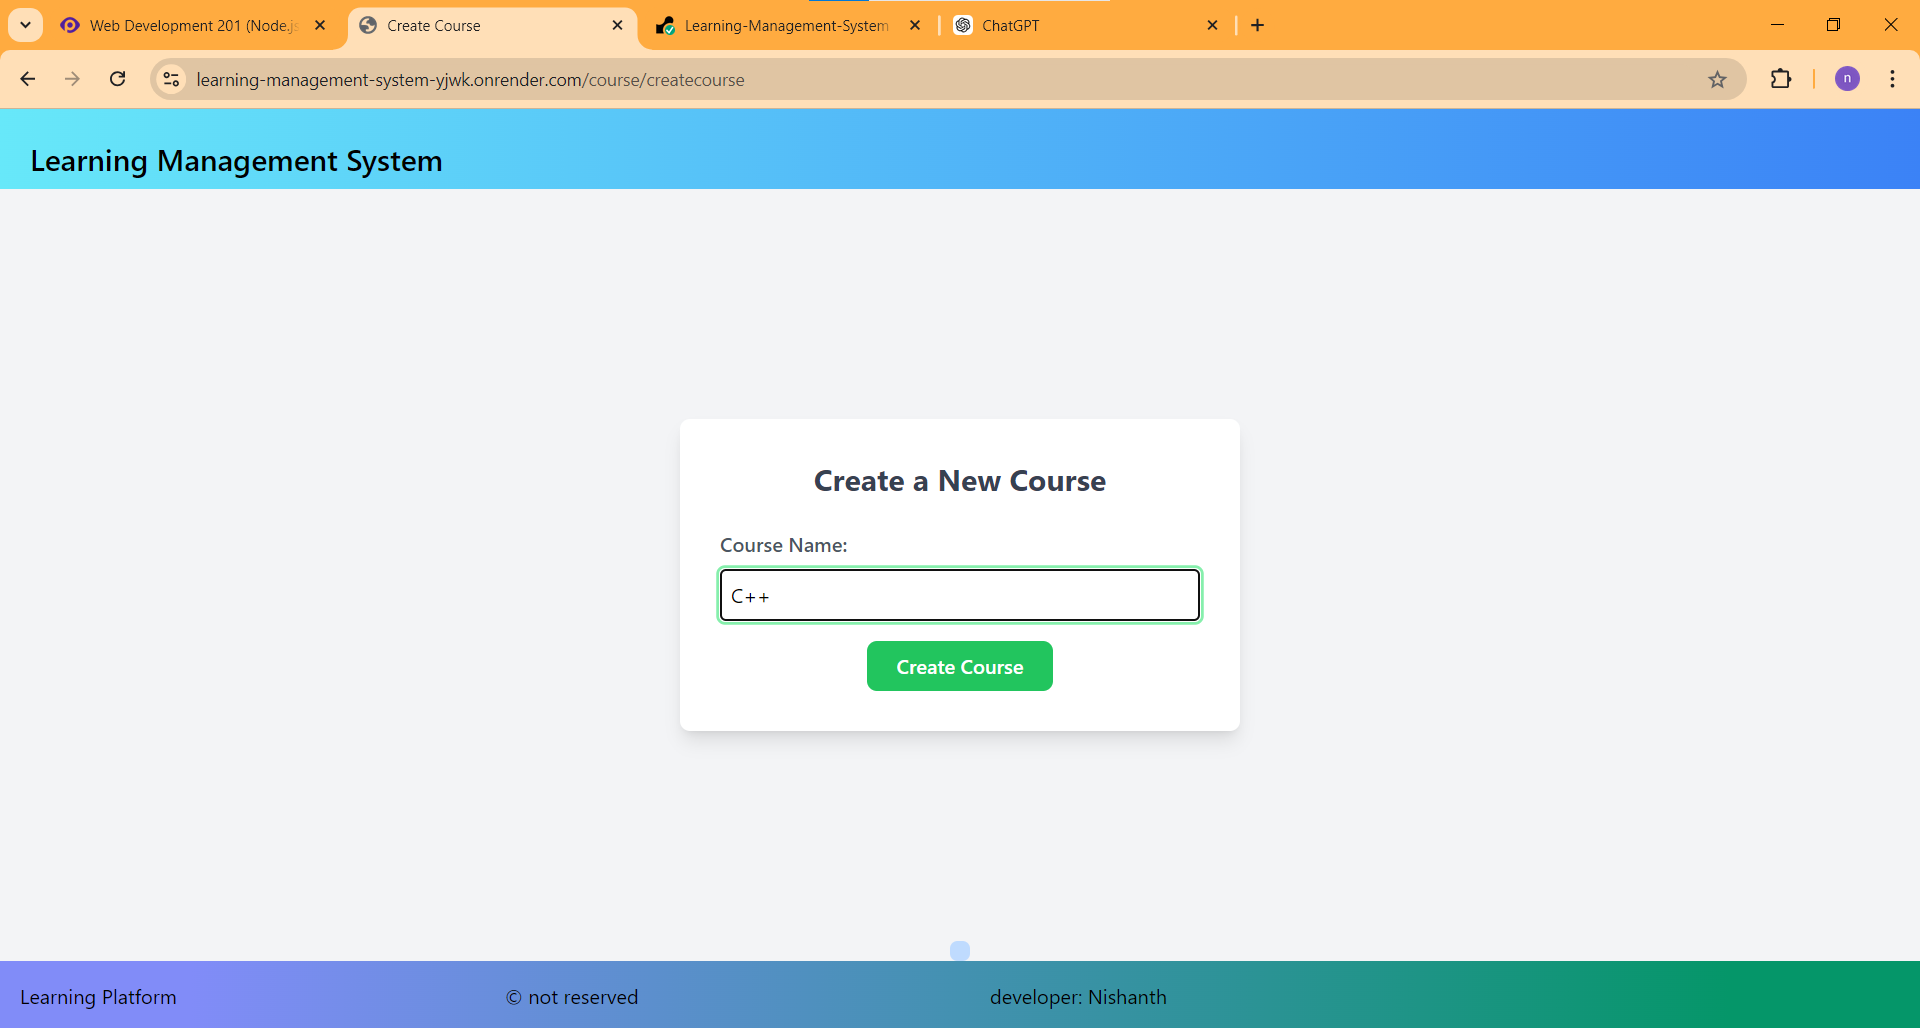 Web Development 201 (Node.js
Create Course
Learning-Management-System
ChatGPT
learning-management-system-yjwk.onrender.com/course/createcourse
n
Learning Management System
Create a New Course
Course Name:
C++
Create Course
Learning Platform
© not reserved
developer: Nishanth